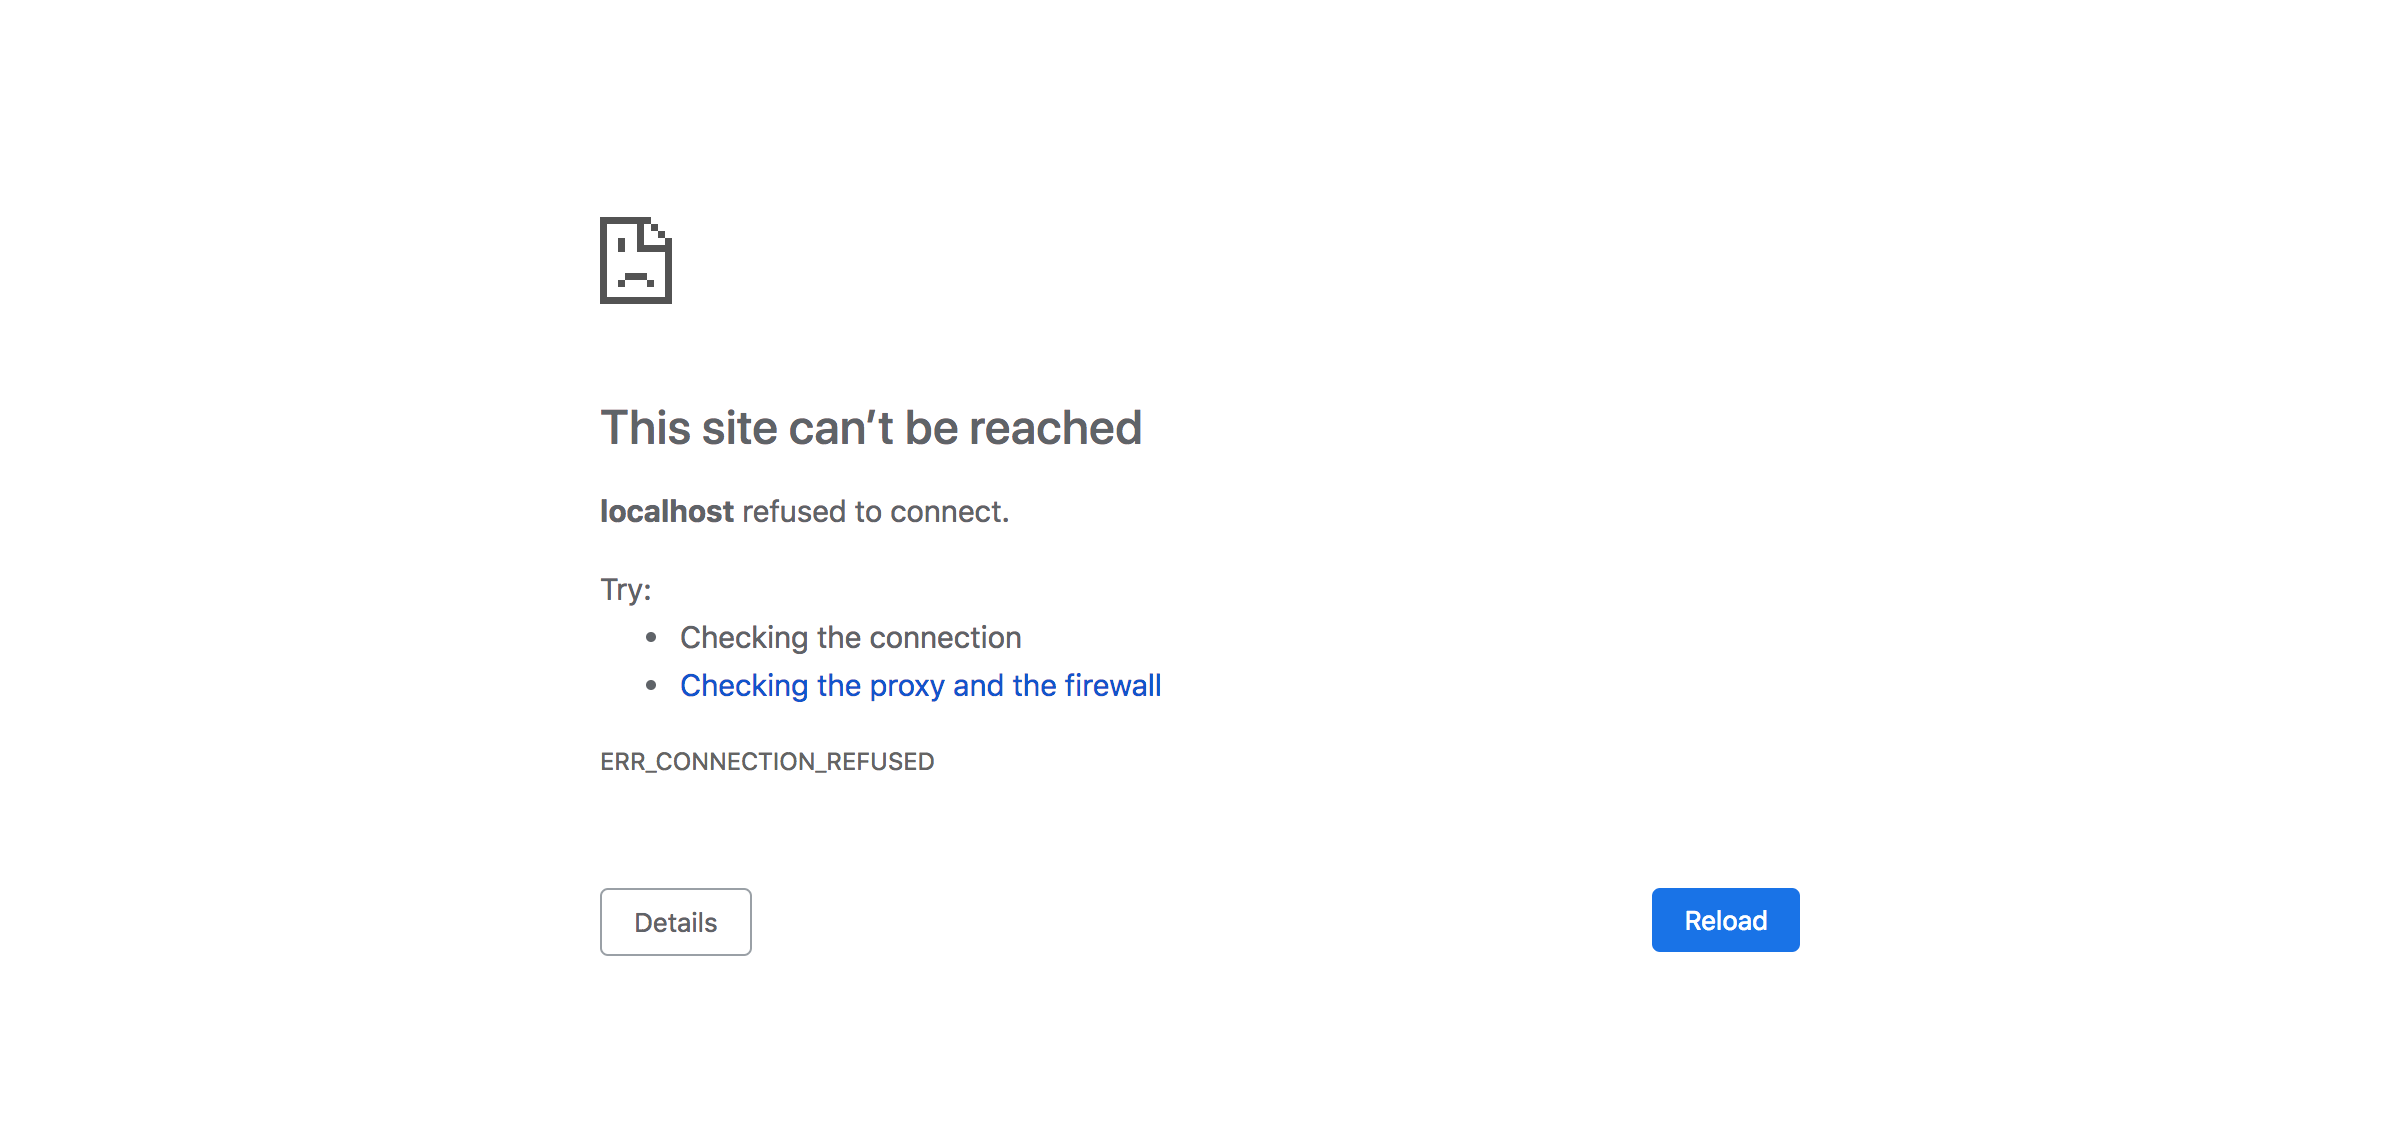 This site can’t be reached
localhost refused to connect.
Try:
Checking the connection
Checking the proxy and the firewall
ERR_CONNECTION_REFUSED
Details
Reload